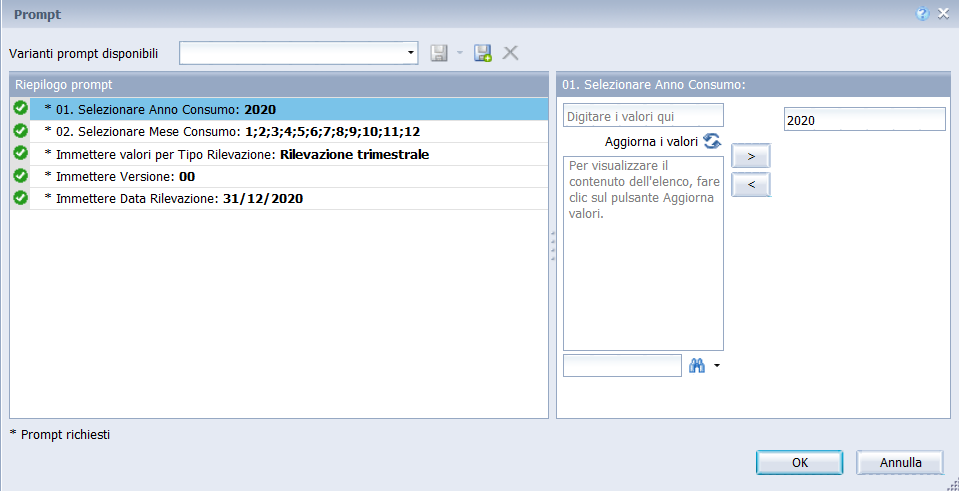 Prompt
Varianti prompt disponibili
Riepilogo prompt
* 01. Selezionare Anno Consumo: 2020
* 02. Selezionare Mese Consumo: 1;2;3;4;5;6;7;8;9;10;11;12
* Immettere valori per Tipo Rilevazione: Rilevazione trimestrale
* Immettere Versione: 00
* Immettere Data Rilevazione: 31/12/2020
01. Selezionare Anno Consumo:
Digitare i valori qui
2020
Aggiorna i valori
>
<
Per visualizzare il
contenuto dell'elenco, fare
clic sul pulsante Aggiorna
valori.
* Prompt richiesti
OK
Annulla